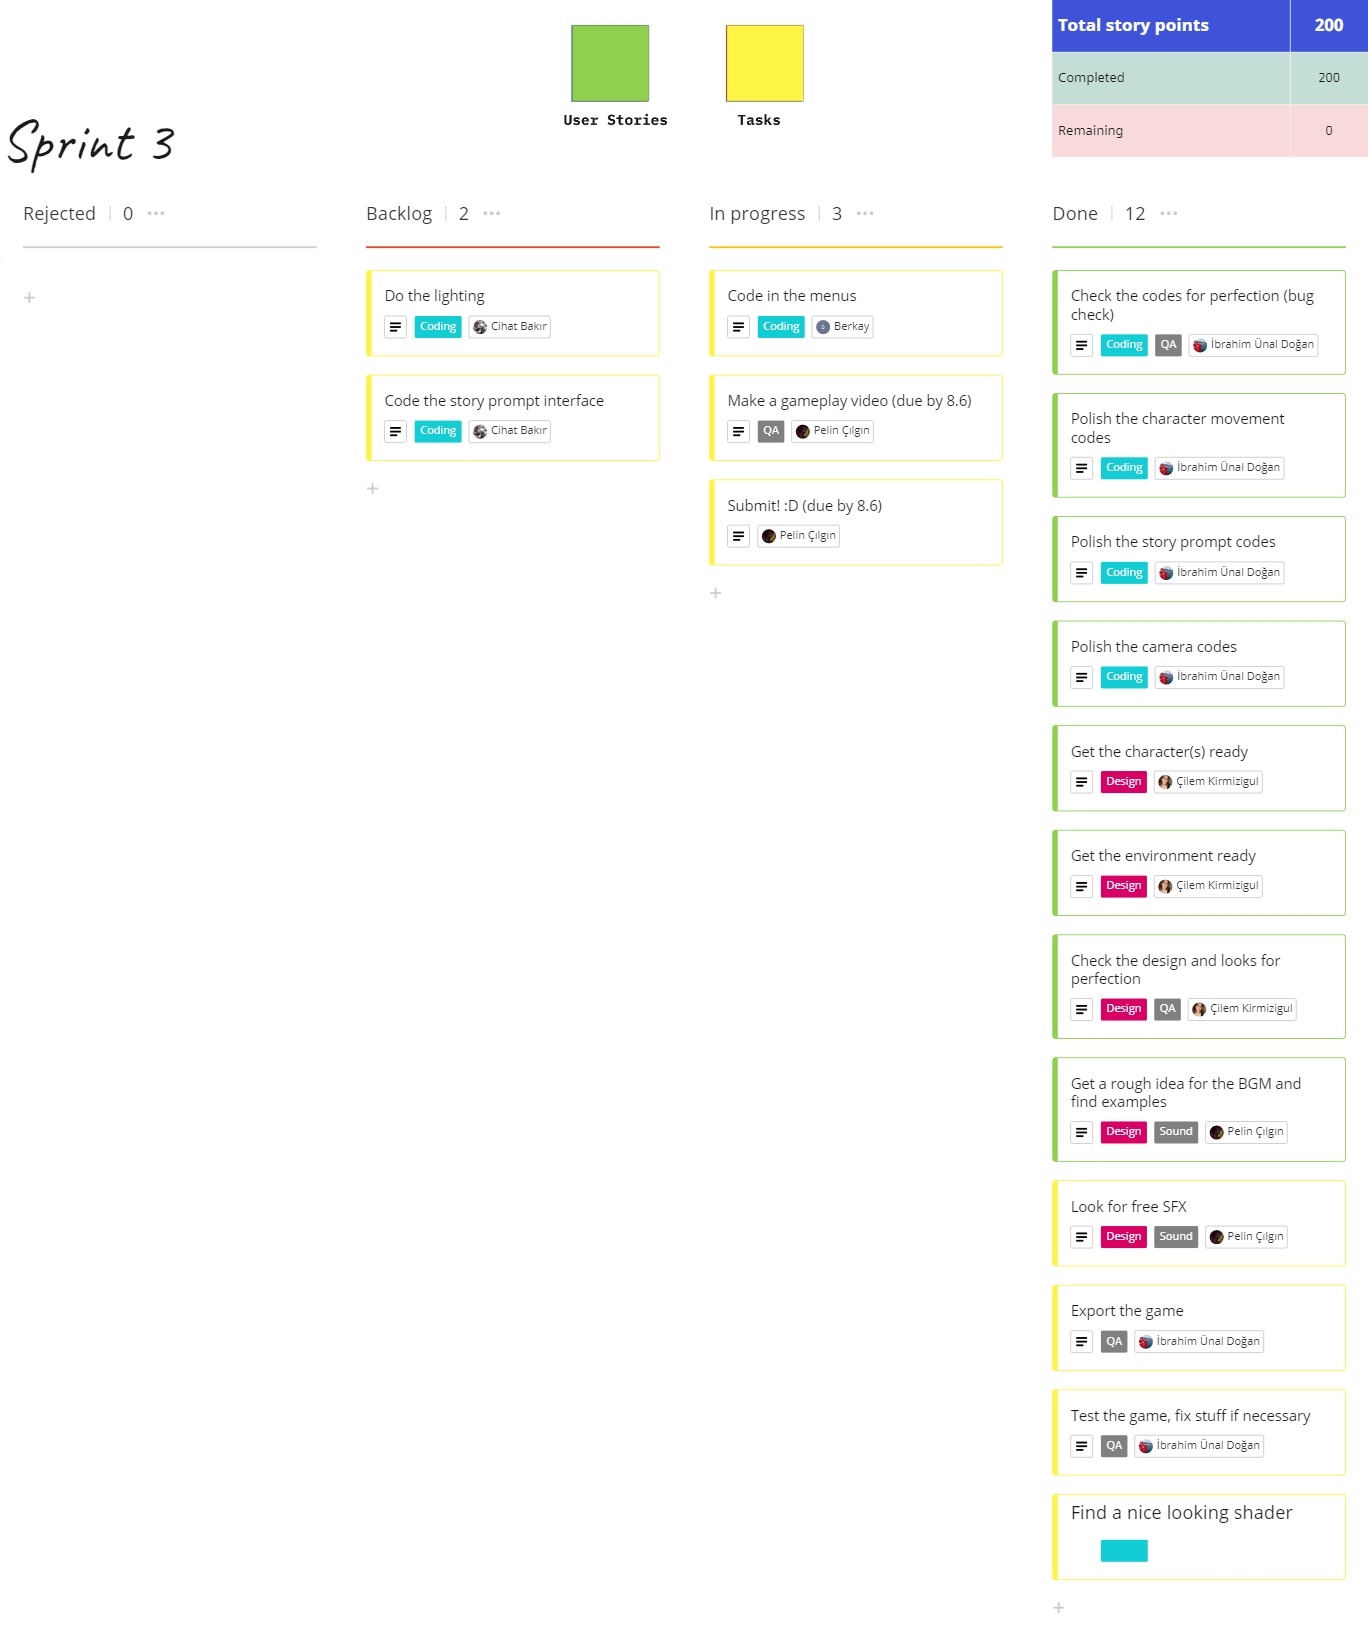 User Stories
Tasks
Total story points 200
Completed 200
Remaining 0
Sprint 3
Rejected 0
Backlog 2
Do the lighting
Coding Cihat Bakır
Code the story prompt interface
Coding Cihat Bakır
In progress 3
Code in the menus
Coding Berkay
Make a gameplay video (due by 8.6)
QA Pelin Çılgın
Submit! :D (due by 8.6)
Pelin Çılgın
Done 12
Check the codes for perfection (bug
check)
Coding QA İbrahim Ünal Doğan
Polish the character movement
codes
Coding İbrahim Ünal Doğan
Polish the story prompt codes
Coding İbrahim Ünal Doğan
Polish the camera codes
Coding İbrahim Ünal Doğan
Get the character(s) ready
Design Çilem Kirmizigul
Get the environment ready
Design Çilem Kirmizigul
Check the design and looks for
perfection
Design QA Çilem Kirmizigul
Get a rough idea for the BGM and
find examples
Design Sound Pelin Çılgın
Look for free SFX
Design Sound Pelin Çılgın
Export the game
QA İbrahim Ünal Doğan
Test the game, fix stuff if necessary
QA İbrahim Ünal Doğan
Find a nice looking shader